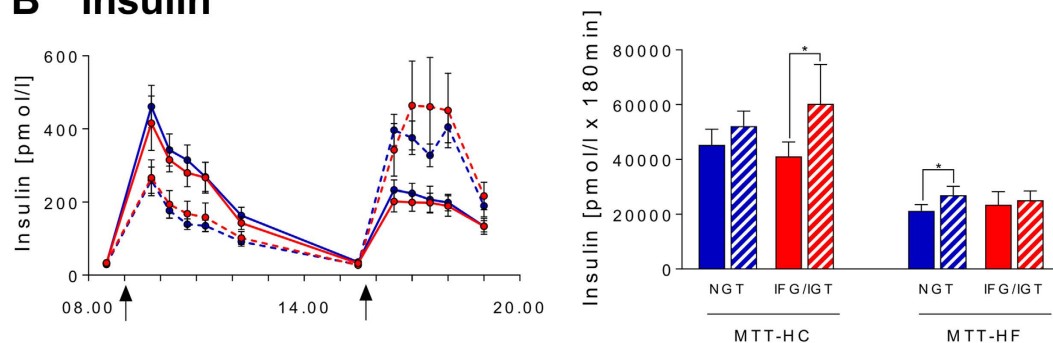 B Insulin
Insulin [pmol/l]
600
400
200
0
08.00
14.00
20.00
Insulin [pmol/l x 180min]
80000
60000
40000
20000
0
*
*
NGT
IFG/IGT
NGT
IFG/IGT
MTT-HC
MTT-HF